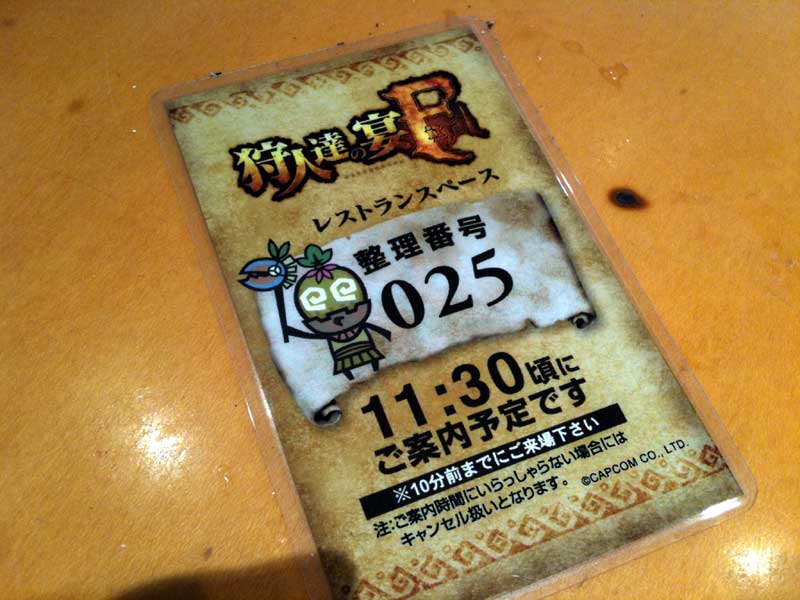 狩人達の宴F
レストランスペース
整理番号
025
11:30頃に
ご案内予定です
※10分前までにご来場下さい
注:ご案内時間にいらっしゃらない場合には
キャンセル扱いとなります。 ©CAPCOM CO., LTD.